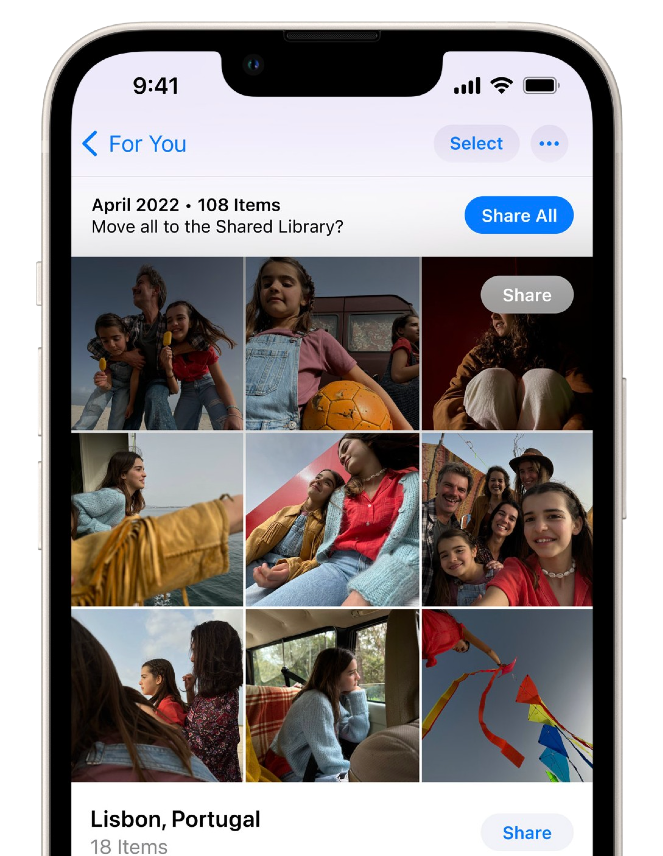 9:41
For You
Select
April 2022 • 108 Items
Move all to the Shared Library?
Share All
Share
Lisbon, Portugal
18 Items
Share